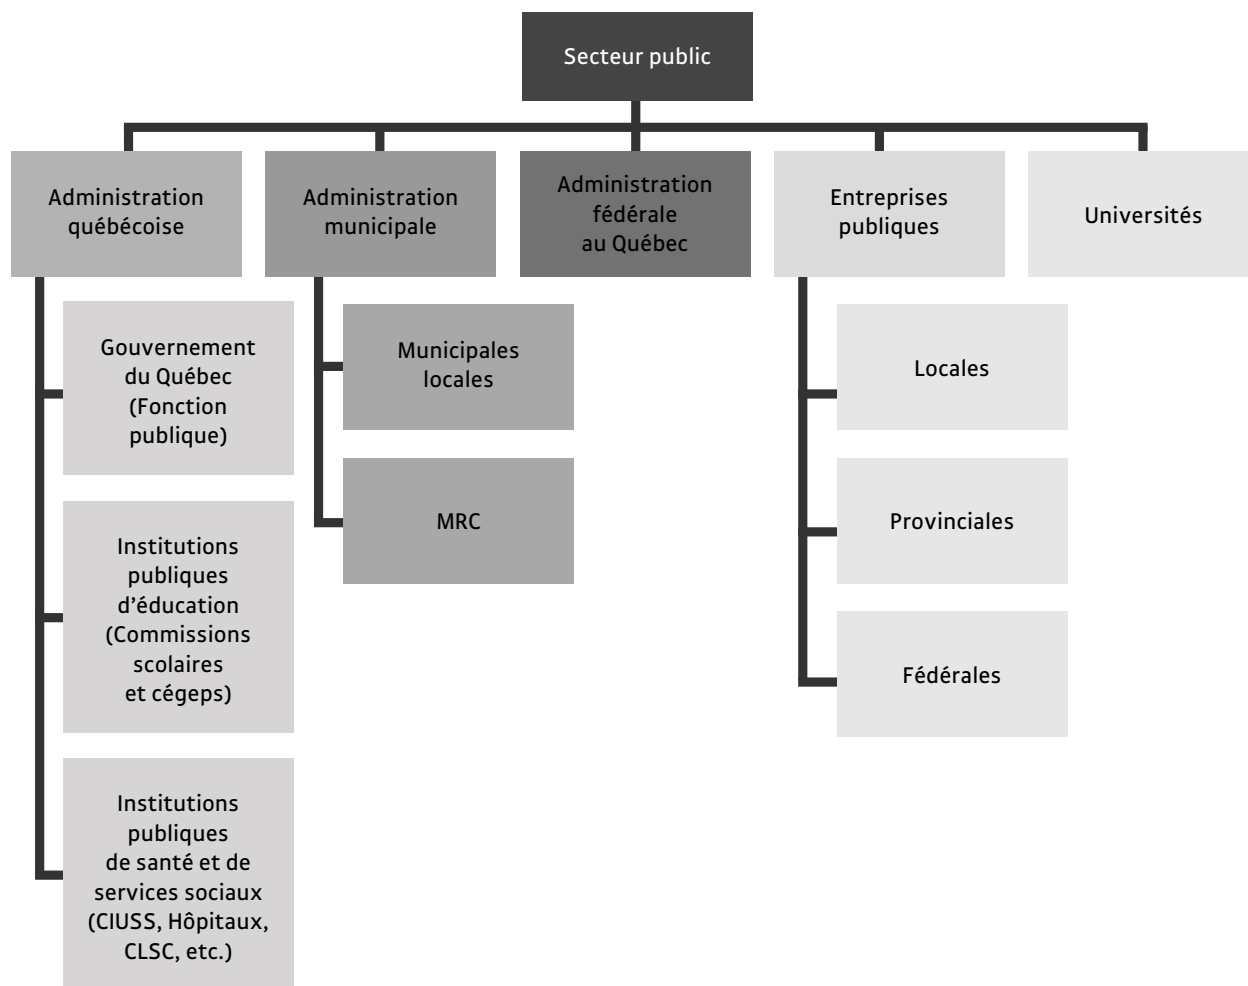 Secteur public
Administration
québécoise
Administration
municipale
Administration
fédérale
au Québec
Entreprises
publiques
Universités
Gouvernement
du Québec
(Fonction
publique)
Institutions
publiques
d’éducation
(Commissions
scolaires
et cégeps)
Institutions
publiques
de santé et de
services sociaux
(CIUSS, Hôpitaux,
CLSC, etc.)
Municipales
locales
MRC
Locales
Provinciales
Fédérales